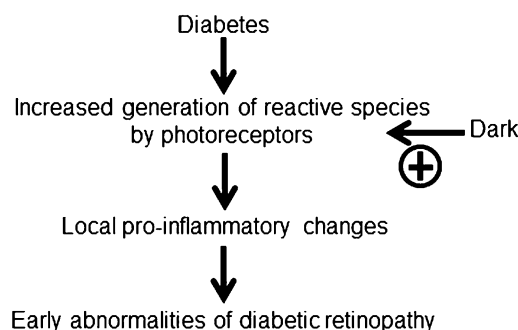 Diabetes
Increased generation of reactive species
by photoreceptors
Dark
+
Local pro-inflammatory changes
Early abnormalities of diabetic retinopathy